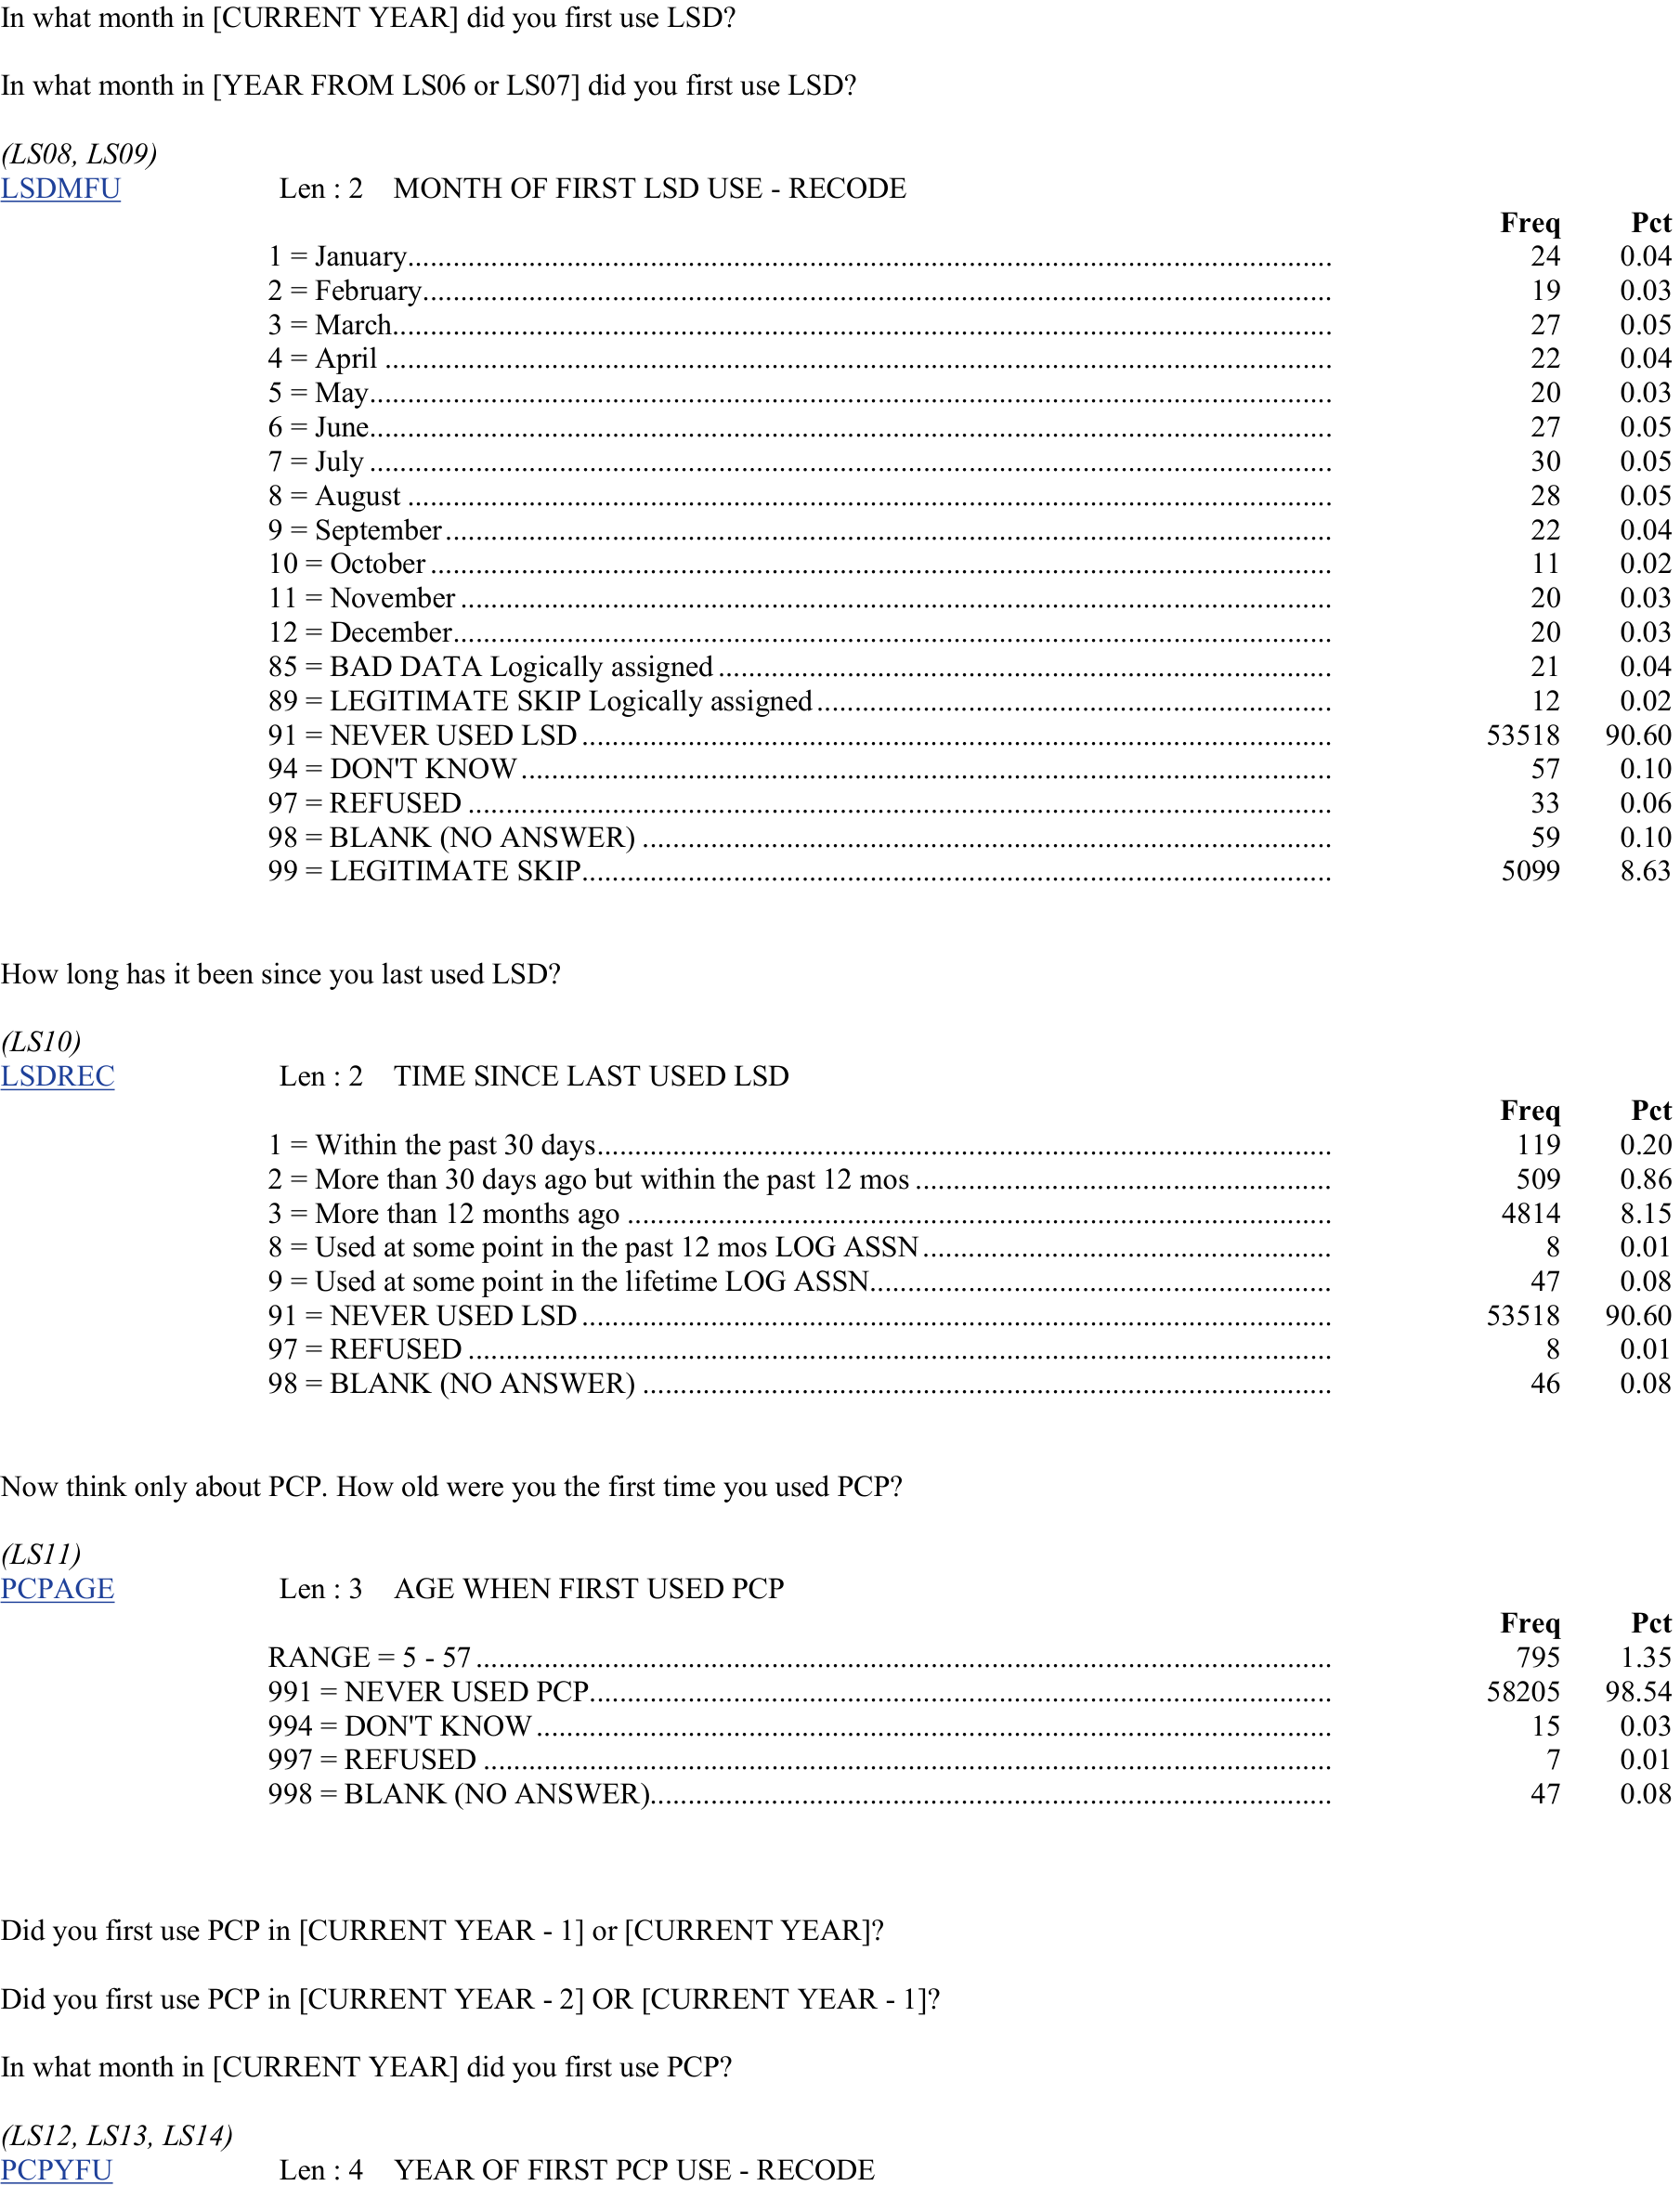 In what month in [CURRENT YEAR] did you first use LSD?
In what month in [YEAR FROM LS06 or LS07] did you first use LSD?
(LS08, LS09)
LSDMFU Len : 2 MONTH OF FIRST LSD USE - RECODE
Freq Pct
1 = January 24 0.04
2 = February 19 0.03
3 = March 27 0.05
4 = April 22 0.04
5 = May 20 0.03
6 = June 27 0.05
7 = July 30 0.05
8 = August 28 0.05
9 = September 22 0.04
10 = October 11 0.02
11 = November 20 0.03
12 = December 20 0.03
85 = BAD DATA Logically assigned 21 0.04
89 = LEGITIMATE SKIP Logically assigned 12 0.02
91 = NEVER USED LSD 53518 90.60
94 = DON'T KNOW 57 0.10
97 = REFUSED 33 0.06
98 = BLANK (NO ANSWER) 59 0.10
99 = LEGITIMATE SKIP 5099 8.63
How long has it been since you last used LSD?
(LS10)
LSDREC Len : 2 TIME SINCE LAST USED LSD
Freq Pct
1 = Within the past 30 days 119 0.20
2 = More than 30 days ago but within the past 12 mos 509 0.86
3 = More than 12 months ago 4814 8.15
8 = Used at some point in the past 12 mos LOG ASSN 8 0.01
9 = Used at some point in the lifetime LOG ASSN 47 0.08
91 = NEVER USED LSD 53518 90.60
97 = REFUSED 8 0.01
98 = BLANK (NO ANSWER) 46 0.08
Now think only about PCP. How old were you the first time you used PCP?
(LS11)
PCPAGE Len : 3 AGE WHEN FIRST USED PCP
Freq Pct
RANGE = 5 - 57 795 1.35
991 = NEVER USED PCP 58205 98.54
994 = DON'T KNOW 15 0.03
997 = REFUSED 7 0.01
998 = BLANK (NO ANSWER) 47 0.08
Did you first use PCP in [CURRENT YEAR - 1] or [CURRENT YEAR]?
Did you first use PCP in [CURRENT YEAR - 2] OR [CURRENT YEAR - 1]?
In what month in [CURRENT YEAR] did you first use PCP?
(LS12, LS13, LS14)
PCPYFU Len : 4 YEAR OF FIRST PCP USE - RECODE